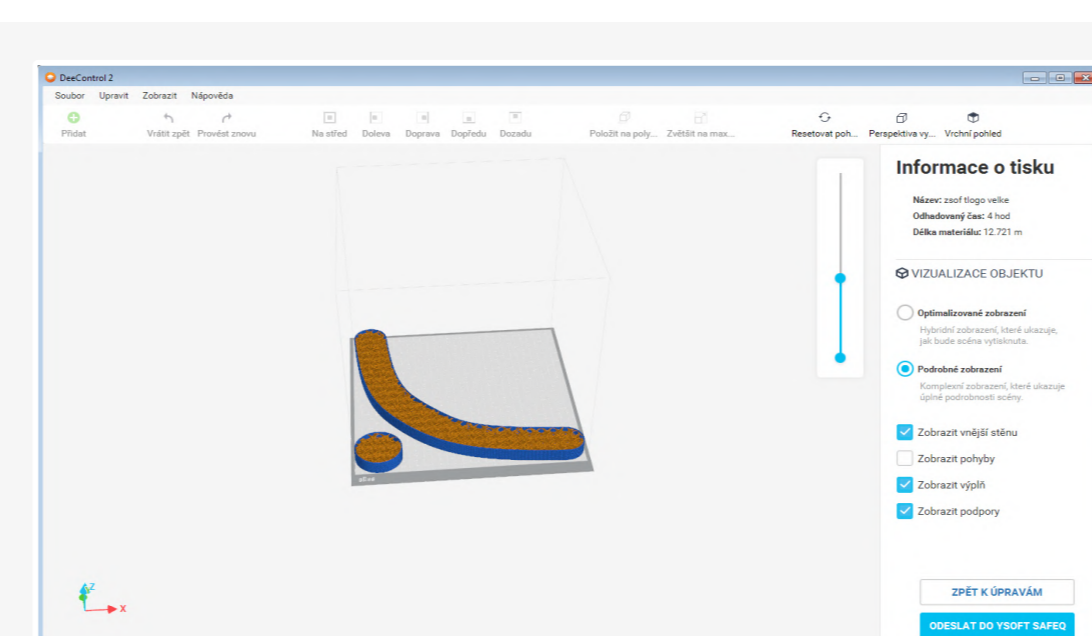 DeeControl 2
Soubor Upravit Zobrazit Nápověda
Přidat Vrátit zpět Provést znovu Na střed Doleva Doprava Dopředu Dozadu Položit na poly... Zvětšit na max... Resetovat poh... Perspektiva vy... Vrchní pohled
Informace o tisku
Název: zsof tlogo velke
Odhadovaný čas: 4 hod
Délka materiálu: 12.721 m
VIZUALIZACE OBJEKTU
Optimalizované zobrazení
Hybridní zobrazení, které ukazuje,
jak bude scéna vytisknuta.
Podrobné zobrazení
Komplexní zobrazení, které ukazuje
úplné podrobnosti scény.
Zobrazit vnější stěnu
Zobrazit pohyby
Zobrazit výplň
Zobrazit podpory
Z
X
ZPĚT K ÚPRAVÁM
ODESLAT DO YSOFT SAFEQ